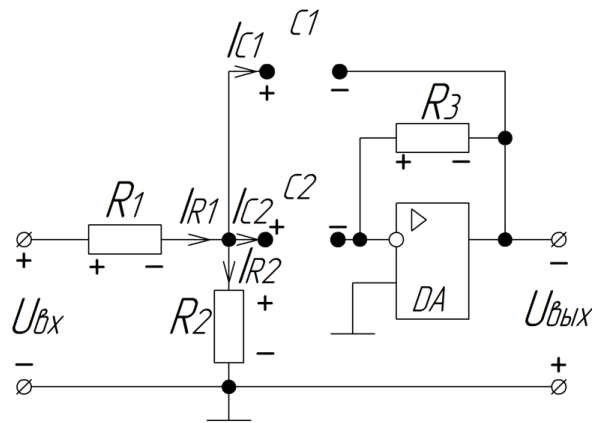 C1
IC1
+ −
R3
+ −
R1 IR1 IC2 C2
+ −
+ + −
IR2
Uвх R2 + DA Uвых
−
− +